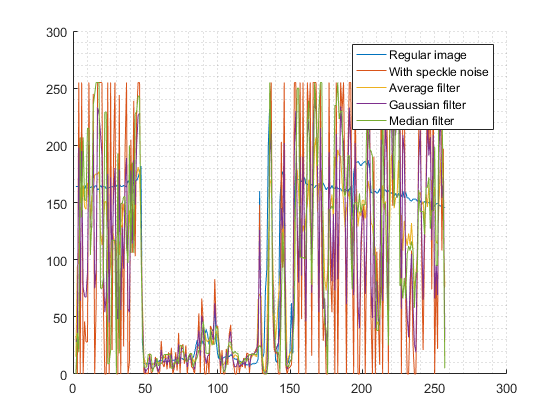 300
250
200
150
100
50
0
0 50 100 150 200 250 300
Regular image
With speckle noise
Average filter
Gaussian filter
Median filter